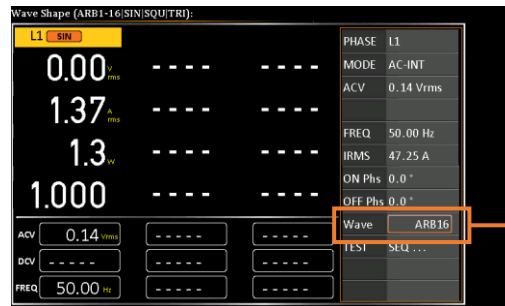 Wave Shape (ARB1-16|SIN|SQU|TRI):
L1 SIN
0.00 Vrms ---- ----
1.37 Arms ---- ----
1.3 W ---- ----
1.000 ---- ----
ACV 0.14 Vrms ----- -----
DCV ----- ----- -----
FREQ 50.00 Hz ----- -----
PHASE L1
MODE AC-INT
ACV 0.14 Vrms
FREQ 50.00 Hz
IRMS 47.25 A
ON Phs 0.0 °
OFF Phs 0.0 °
Wave ARB16
TEST SEQ ...